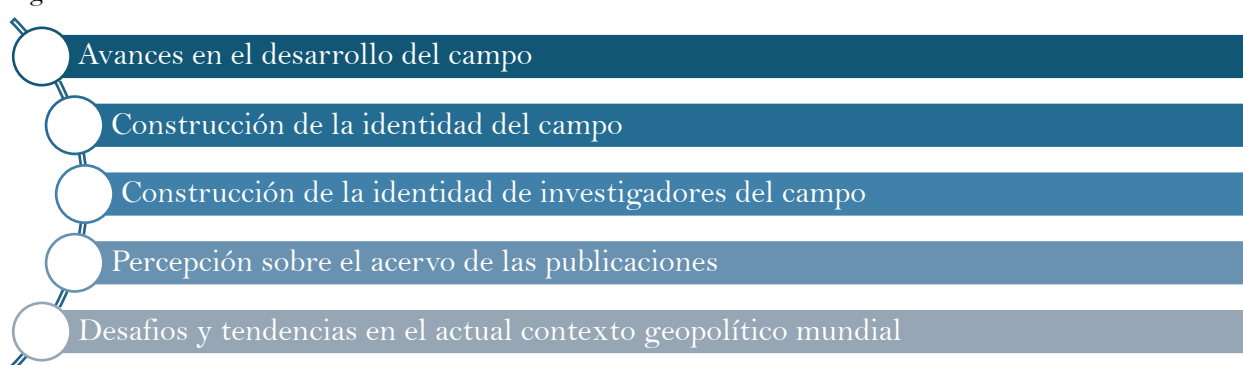 Avances en el desarrollo del campo
Construcción de la identidad del campo
Construcción de la identidad de investigadores del campo
Percepción sobre el acervo de las publicaciones
Desafios y tendencias en el actual contexto geopolítico mundial